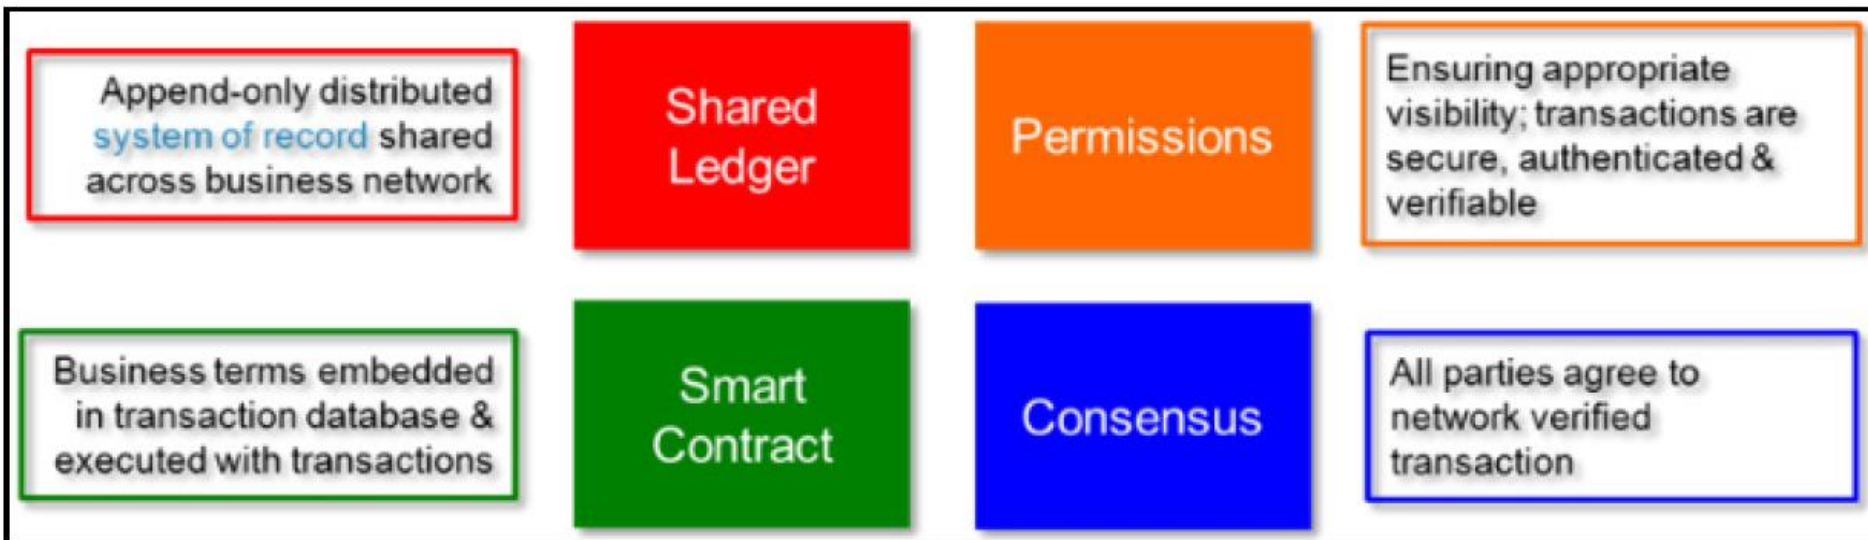 Append-only distributed
system of record shared
across business network
Shared
Ledger
Permissions
Ensuring appropriate
visibility; transactions are
secure, authenticated &
verifiable
Business terms embedded
in transaction database &
executed with transactions
Smart
Contract
Consensus
All parties agree to
network verified
transaction